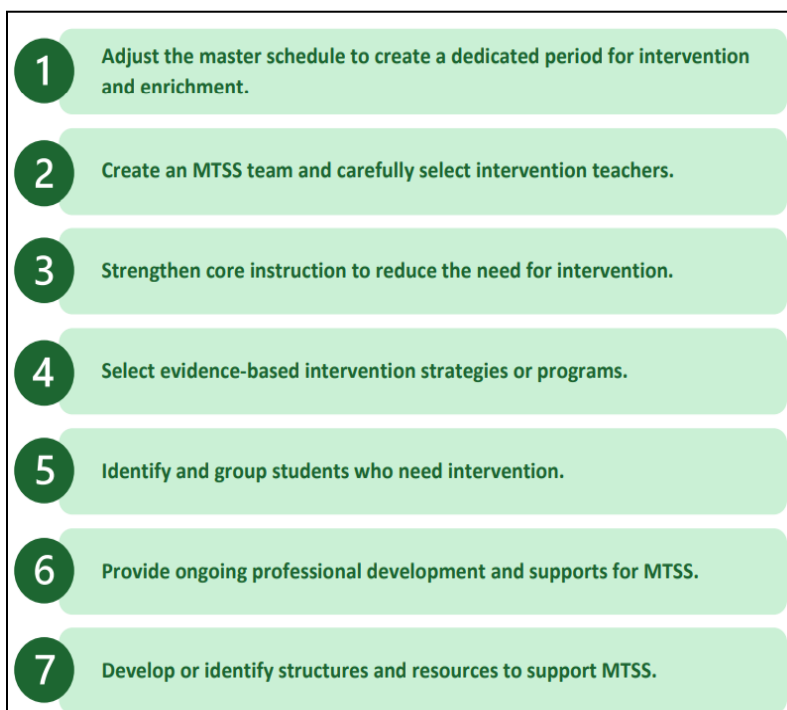 1
Adjust the master schedule to create a dedicated period for intervention
and enrichment.
2
Create an MTSS team and carefully select intervention teachers.
3
Strengthen core instruction to reduce the need for intervention.
4
Select evidence-based intervention strategies or programs.
5
Identify and group students who need intervention.
6
Provide ongoing professional development and supports for MTSS.
7
Develop or identify structures and resources to support MTSS.